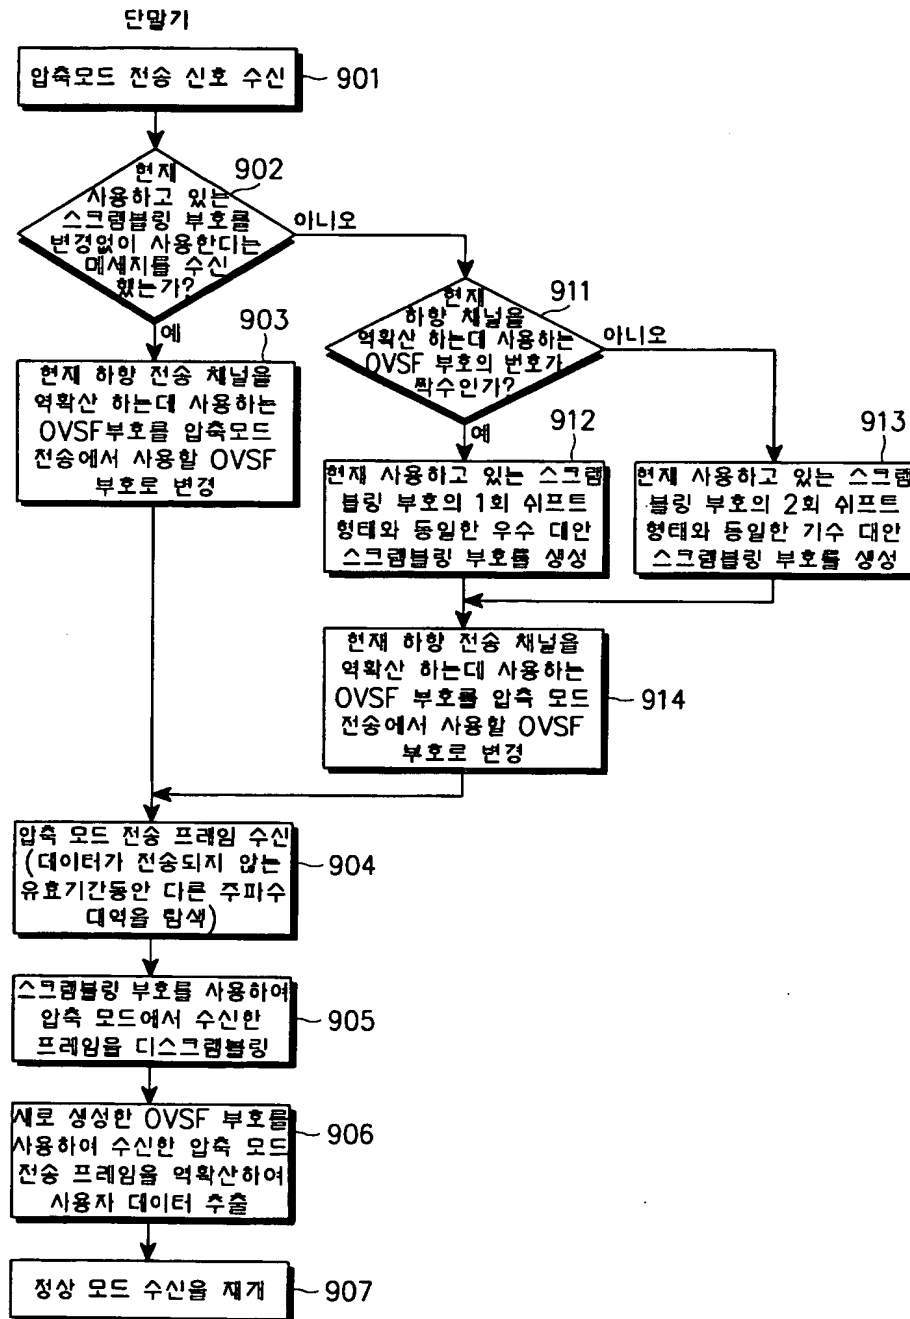 단말기
압축모드 전송 신호 수신
901
현재
902
사용하고 있는
스크램블링 부호를
변경없이 사용한다는
메세지를 수신
했는가?
아니오
예
903
현재 하향 전송 채널을
역확산 하는데 사용하는
OVSF부호를 압축모드
전송에서 사용할 OVSF
부호로 변경
현재
911
하향 채널을
역확산 하는데 사용하는
OVSF 부호의 번호가
짝수인가?
아니오
예
912
현재 사용하고 있는 스크램
블링 부호의 1회 쉬프트
형태와 동일한 우수 대안
스크램블링 부호를 생성
913
현재 사용하고 있는 스크램
블링 부호의 2회 쉬프트
형태와 동일한 기수 대안
스크램블링 부호를 생성
현재 하향 전송 채널을
역확산 하는데 사용하는
OVSF 부호를 압축 모드
전송에서 사용할 OVSF
부호로 변경
914
압축 모드 전송 프레임 수신
(데이터가 전송되지 않는
유효기간동안 다른 주파수
대역을 탐색)
904
스크램블링 부호를 사용하여
압축 모드에서 수신한
프레임을 디스크램블링
905
새로 생성한 OVSF 부호를
사용하여 수신한 압축 모드
전송 프레임을 역확산하여
사용자 데이터 추출
906
정상 모드 수신을 재개
907